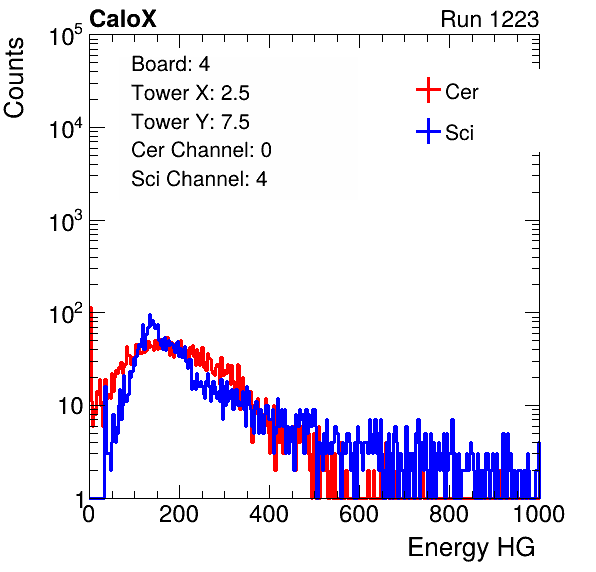 CaloX Run 1223
Counts
Board: 4
Tower X: 2.5
Tower Y: 7.5
Cer Channel: 0
Sci Channel: 4
Cer
Sci
10^5
10^4
10^3
10^2
10
1
0 200 400 600 800 1000
Energy HG